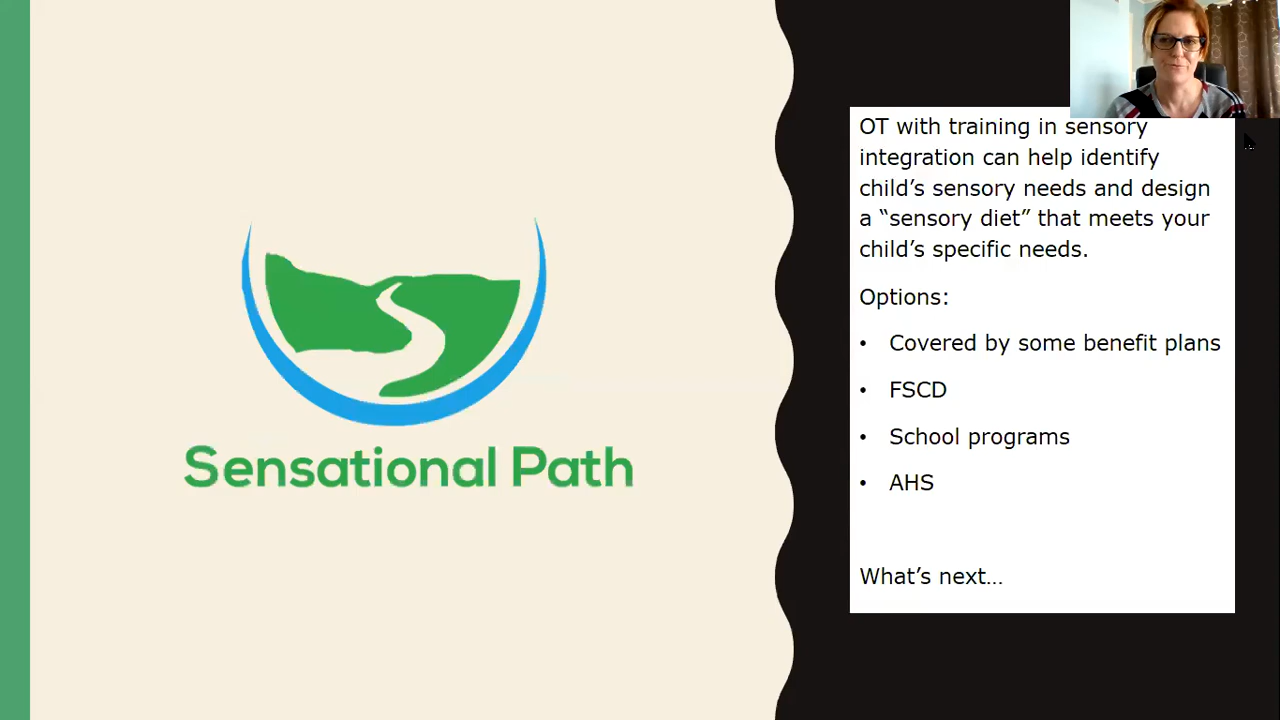 Sensational Path
OT with training in sensory
integration can help identify
child’s sensory needs and design
a “sensory diet” that meets your
child’s specific needs.
Options:
• Covered by some benefit plans
• FSCD
• School programs
• AHS
What’s next…